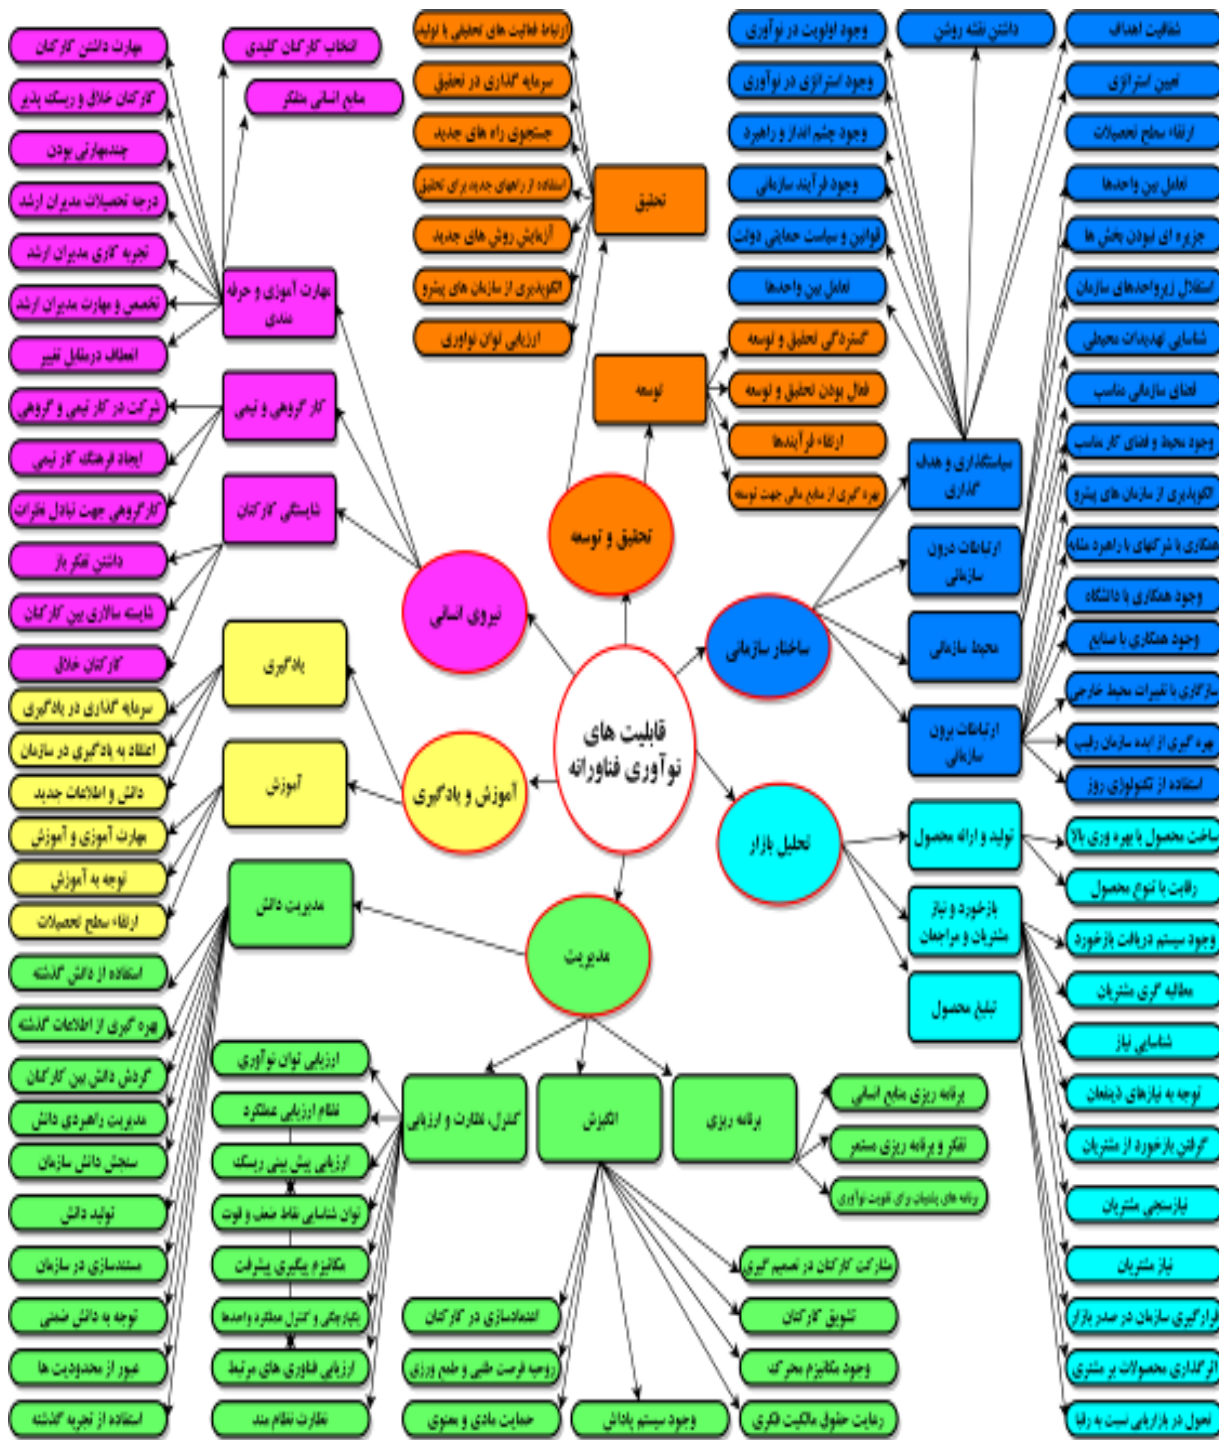 شفافیت اهداف
تعیین استراتژی
ارتقاء سطح تحصیلات
تعامل بین واحدها
جزیره ای نبودن بخش ها
استقلال زیرواحدهای سازمان
شناسایی تهدیدات محیطی
فضای سازمانی مناسب
وجود محیط و فضای کار مناسب
الگوپذیری از سازمان های پیشرو
همکاری با شرکتهای با راهبرد مشابه
وجود همکاری با دانشگاه
وجود همکاری با صنایع
سازگاری با تغییرات محیط خارجی
بهره گیری از ایده سازمان رقیب
استفاده از تکنولوژی روز
داشتن نقشه روشن
وجود اولویت در نوآوری
وجود استراتژی در نوآوری
وجود چشم انداز و راهبرد
وجود فرآیند سازمانی
قوانین و سیاست حمایتی دولت
تعامل بین واحدها
سیاستگذاری و هدف
گذاری
ارتباطات درون
سازمانی
محیط سازمانی
ارتباطات برون
سازمانی
ساختار سازمانی
ارتباط فعالیت های تحقیقی با تولید
سرمایه گذاری در تحقیق
جستجوی راه های جدید
استفاده از راههای جدید برای تحقیق
آزمایش روش های جدید
الگوپذیری از سازمان های پیشرو
ارزیابی توان نوآوری
تحقیق
توسعه
گستردگی تحقیق و توسعه
فعال بودن تحقیق و توسعه
ارتقاء فرآیندها
بهره گیری از منابع مالی جهت توسعه
تحقیق و توسعه
انتخاب کارکنان کلیدی
منابع انسانی متفکر
مهارت داشتن کارکنان
کارکنان خلاق و ریسک پذیر
چندمهارتی بودن
درجه تحصیلات مدیران ارشد
تجربه کاری مدیران ارشد
تخصص و مهارت مدیران ارشد
انعطاف درمقابل تغییر
شرکت در کار تیمی و گروهی
ایجاد فرهنگ کار تیمی
کارگروهی جهت تبادل نظرات
داشتن تفکر باز
شایسته سالاری بین کارکنان
کارکنان خلاق
مهارت آموزی و حرفه
مندی
کار گروهی و تیمی
شایستگی کارکنان
نیروی انسانی
قابلیت های
نوآوری فناورانه
یادگیری
آموزش
آموزش و یادگیری
سرمایه گذاری در یادگیری
اعتقاد به یادگیری در سازمان
دانش و اطلاعات جدید
مهارت آموزی و آموزش
توجه به آموزش
ارتقاء سطح تحصیلات
تحلیل بازار
تولید و ارائه محصول
بازخورد و نیاز
مشتریان و مراجعان
تبلیغ محصول
ساخت محصول با بهره وری بالا
رقابت با تنوع محصول
وجود سیستم دریافت بازخورد
مطالبه گری مشتریان
شناسایی نیاز
توجه به نیازهای ذینفعان
گرفتن بازخورد از مشتریان
نیازسنجی مشتریان
نیاز مشتریان
قرارگیری سازمان در صدر بازار
اثرگذاری محصولات بر مشتری
تحول در بازاریابی نسبت به رقبا
مدیریت
مدیریت دانش
استفاده از دانش گذشته
بهره گیری از اطلاعات گذشته
گردش دانش بین کارکنان
مدیریت راهبردی دانش
سنجش دانش سازمان
تولید دانش
مستندسازی در سازمان
توجه به دانش ضمنی
عبور از محدودیت ها
استفاده از تجربه گذشته
برنامه ریزی
انگیزش
کنترل، نظارت و ارزیابی
برنامه ریزی منابع انسانی
تفکر و برنامه ریزی مستمر
برنامه های پشتیبان برای تقویت نوآوری
ارزیابی توان نوآوری
نظام ارزیابی عملکرد
ارزیابی پیش بینی ریسک
توان شناسایی نقاط ضعف و قوت
مکانیزم پیگیری پیشرفت
یکپارچگی و کنترل عملکرد واحدها
ارزیابی فناوری های مرتبط
نظارت نظام مند
مشارکت کارکنان در تصمیم گیری
تشویق کارکنان
وجود مکانیزم محرک
رعایت حقوق مالکیت فکری
وجود سیستم پاداش
اعتمادسازی در کارکنان
روحیه فرصت طلبی و طمع ورزی
حمایت مادی و معنوی